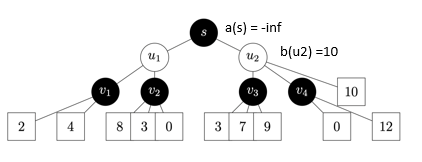 s a(s) = -inf
u1 u2 b(u2) =10
v1 v2 v3 v4 10
2 4 8 3 0 3 7 9 0 12